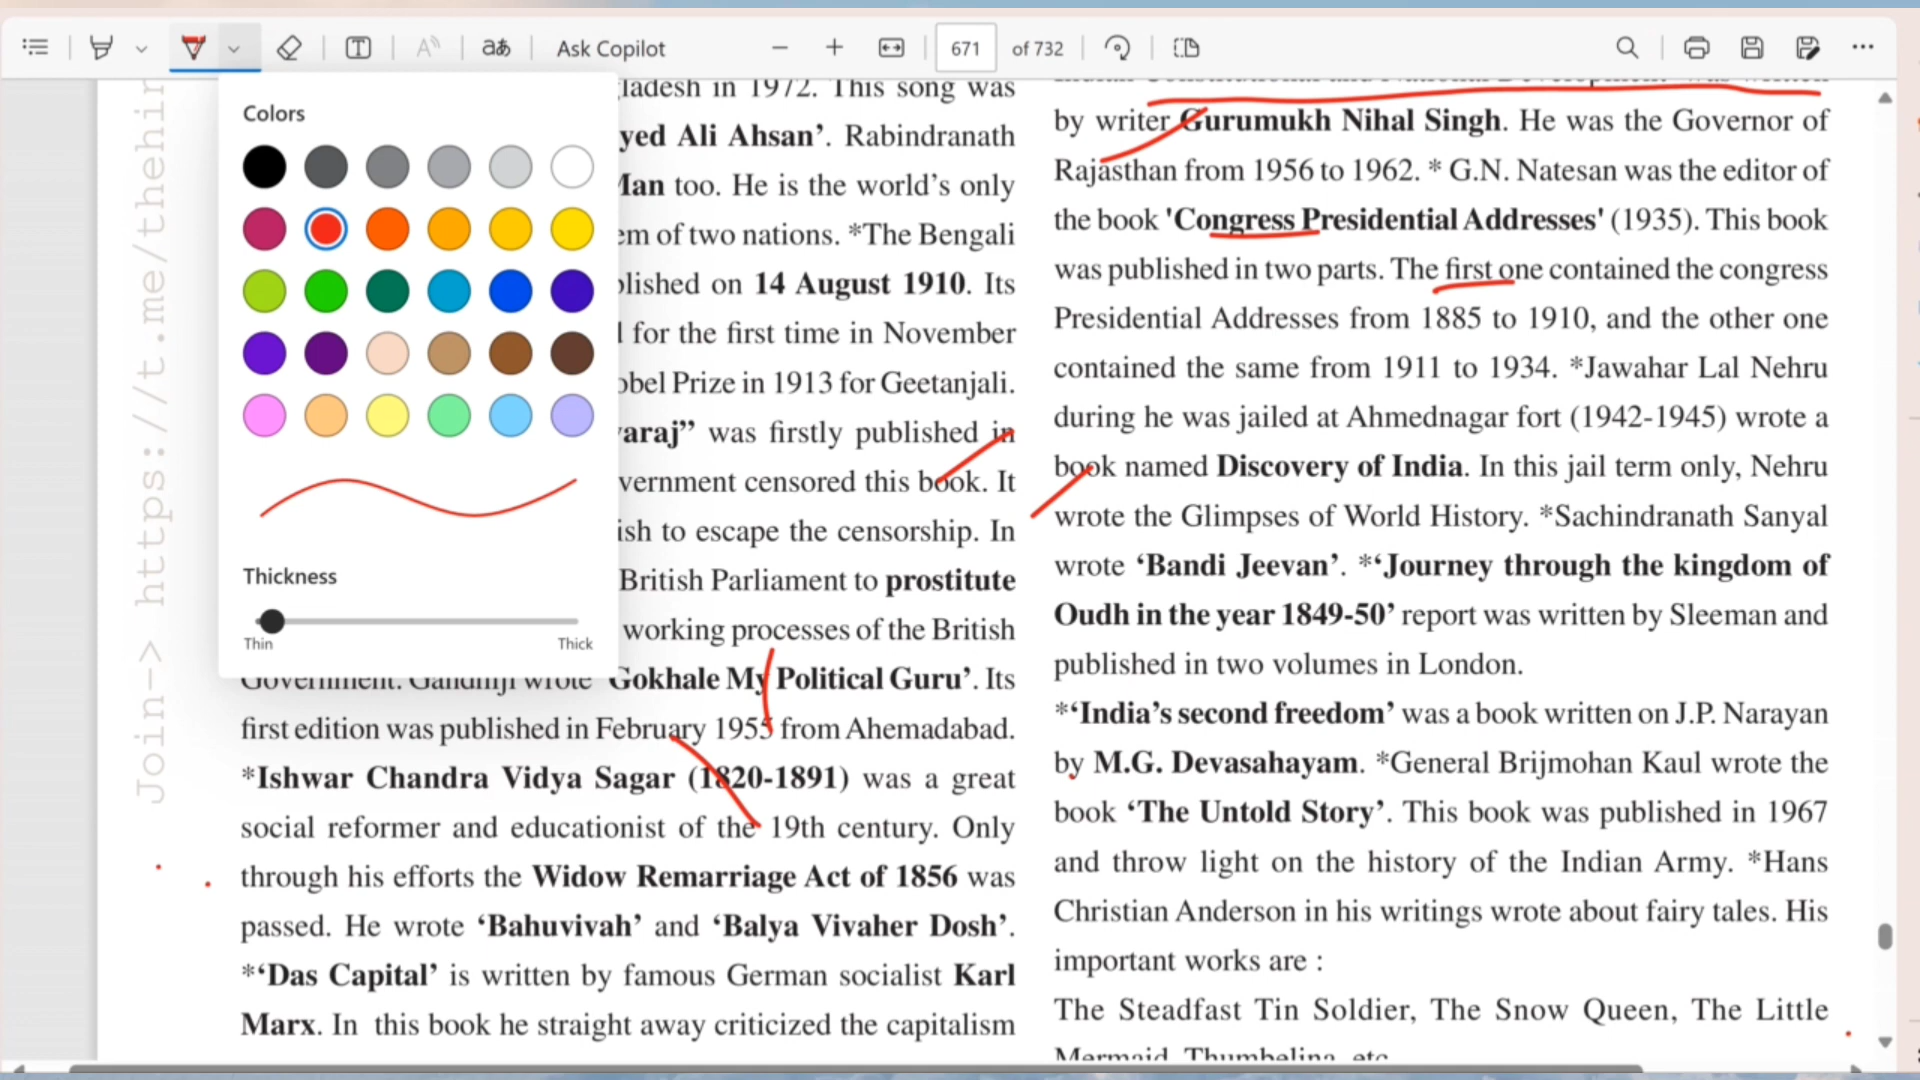 Ask Copilot
671 of 732
Colors
Thickness
Thin Thick
Join-> https://t.me/thehin
ladesh in 1972. This song was
yed Ali Ahsan’. Rabindranath
Man too. He is the world’s only
em of two nations. *The Bengali
lished on 14 August 1910. Its
for the first time in November
obel Prize in 1913 for Geetanjali.
araj” was firstly published in
vernment censored this book. It
ish to escape the censorship. In
British Parliament to prostitute
working processes of the British
Government. Gandhiji wrote Gokhale My Political Guru’. Its
first edition was published in February 1955 from Ahemadabad.
*Ishwar Chandra Vidya Sagar (1820-1891) was a great
social reformer and educationist of the 19th century. Only
through his efforts the Widow Remarriage Act of 1856 was
passed. He wrote ‘Bahuvivah’ and ‘Balya Vivaher Dosh’.
*‘Das Capital’ is written by famous German socialist Karl
Marx. In this book he straight away criticized the capitalism
Indian Constitutional and National Development was written
by writer Gurumukh Nihal Singh. He was the Governor of
Rajasthan from 1956 to 1962. * G.N. Natesan was the editor of
the book 'Congress Presidential Addresses' (1935). This book
was published in two parts. The first one contained the congress
Presidential Addresses from 1885 to 1910, and the other one
contained the same from 1911 to 1934. *Jawahar Lal Nehru
during he was jailed at Ahmednagar fort (1942-1945) wrote a
book named Discovery of India. In this jail term only, Nehru
wrote the Glimpses of World History. *Sachindranath Sanyal
wrote ‘Bandi Jeevan’. *‘Journey through the kingdom of
Oudh in the year 1849-50’ report was written by Sleeman and
published in two volumes in London.
*‘India’s second freedom’ was a book written on J.P. Narayan
by M.G. Devasahayam. *General Brijmohan Kaul wrote the
book ‘The Untold Story’. This book was published in 1967
and throw light on the history of the Indian Army. *Hans
Christian Anderson in his writings wrote about fairy tales. His
important works are :
The Steadfast Tin Soldier, The Snow Queen, The Little
Mermaid, Thumbelina, etc